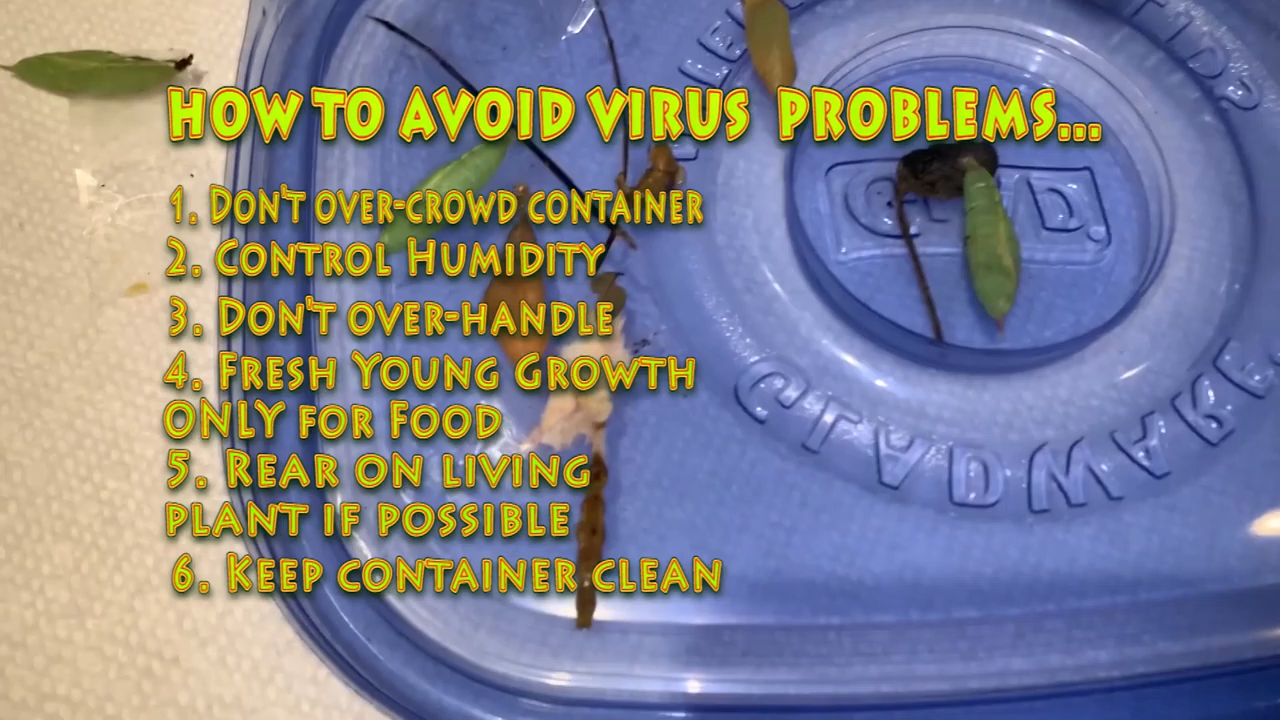 HOW TO AVOID VIRUS PROBLEMS...
1. DON'T OVER-CROWD CONTAINER
2. CONTROL HUMIDITY
3. DON'T OVER-HANDLE
4. FRESH YOUNG GROWTH
ONLY FOR FOOD
5. REAR ON LIVING
PLANT IF POSSIBLE
6. KEEP CONTAINER CLEAN
GLADWARE